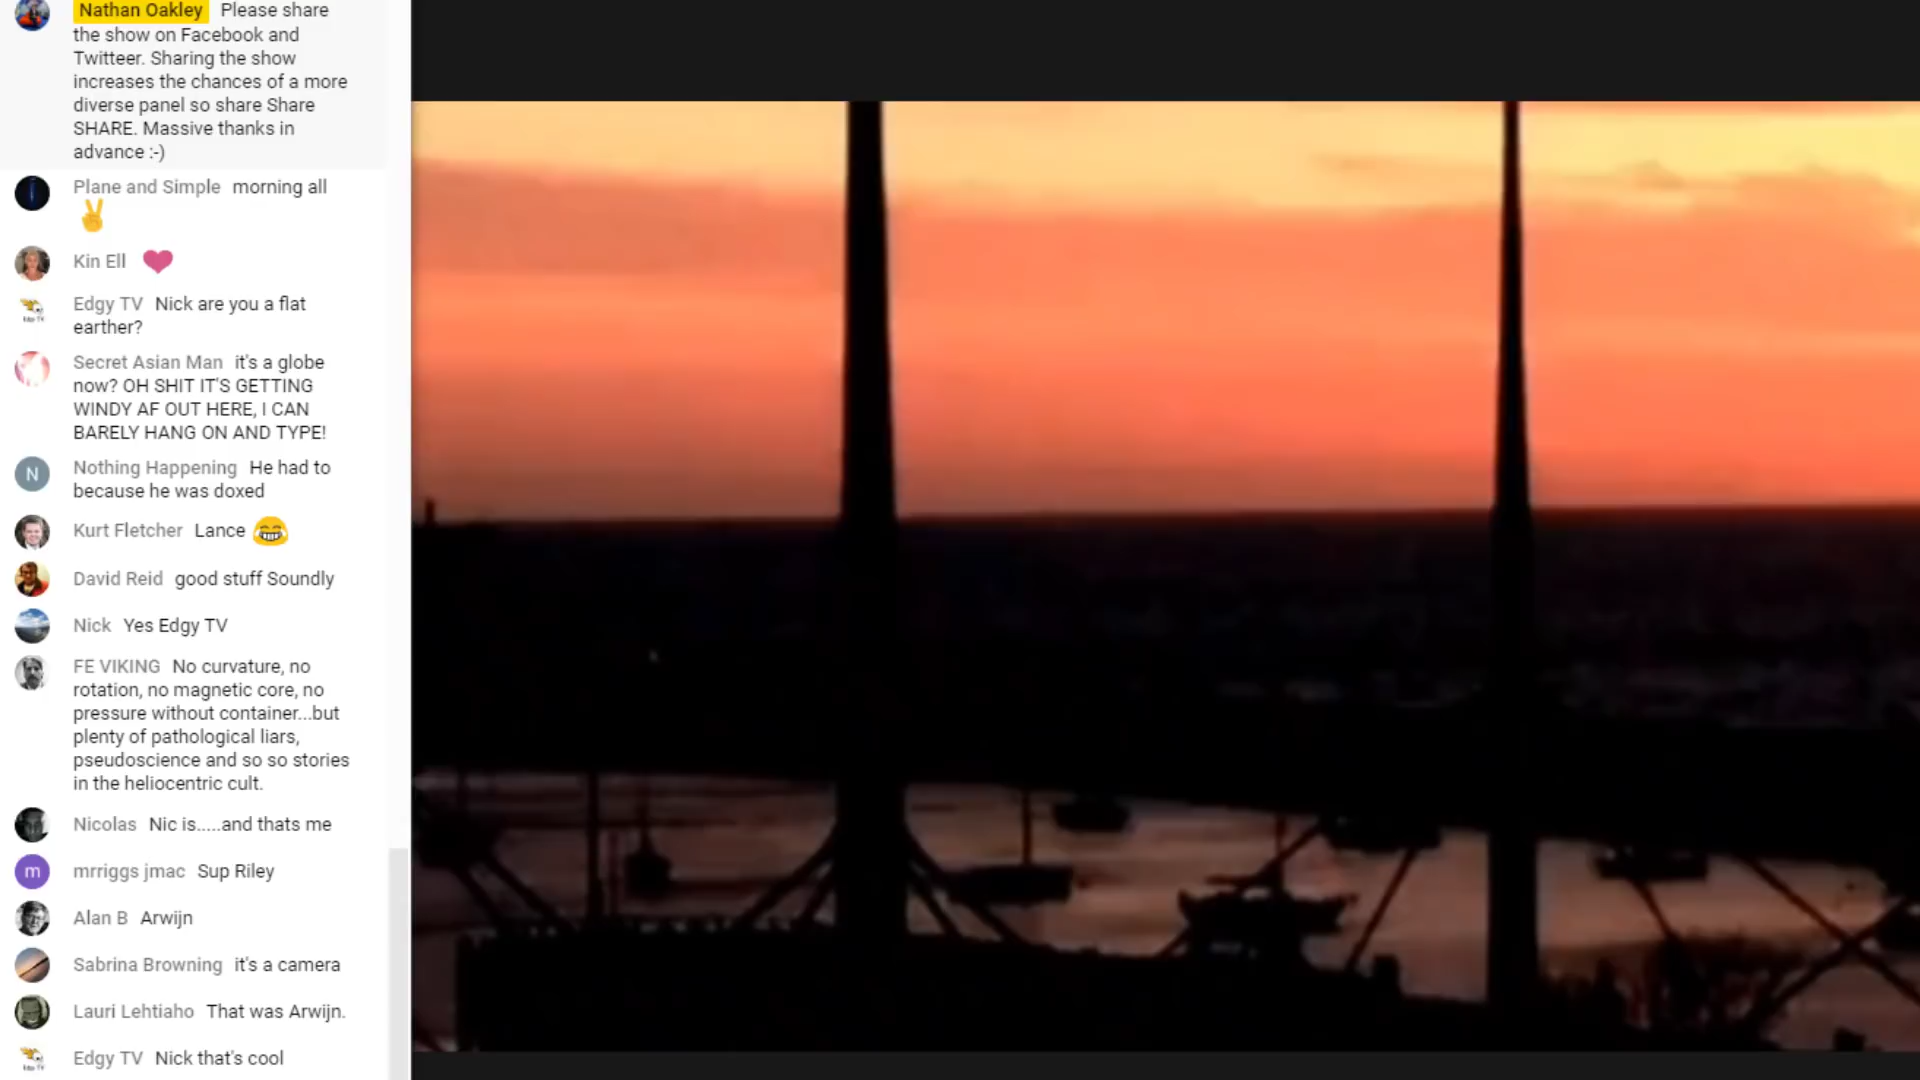 Nathan Oakley Please share
the show on Facebook and
Twitteer. Sharing the show
increases the chances of a more
diverse panel so share Share
SHARE. Massive thanks in
advance :-)
Plane and Simple morning all
✌
Kin Ell ❤
Edgy TV Nick are you a flat
earther?
Secret Asian Man it's a globe
now? OH SHIT IT'S GETTING
WINDY AF OUT HERE, I CAN
BARELY HANG ON AND TYPE!
N Nothing Happening He had to
because he was doxed
Kurt Fletcher Lance 😂
David Reid good stuff Soundly
Nick Yes Edgy TV
FE VIKING No curvature, no
rotation, no magnetic core, no
pressure without container...but
plenty of pathological liars,
pseudoscience and so so stories
in the heliocentric cult.
Nicolas Nic is.....and thats me
m mrriggs jmac Sup Riley
Alan B Arwijn
Sabrina Browning it's a camera
Lauri Lehtiaho That was Arwijn.
Edgy TV Nick that's cool